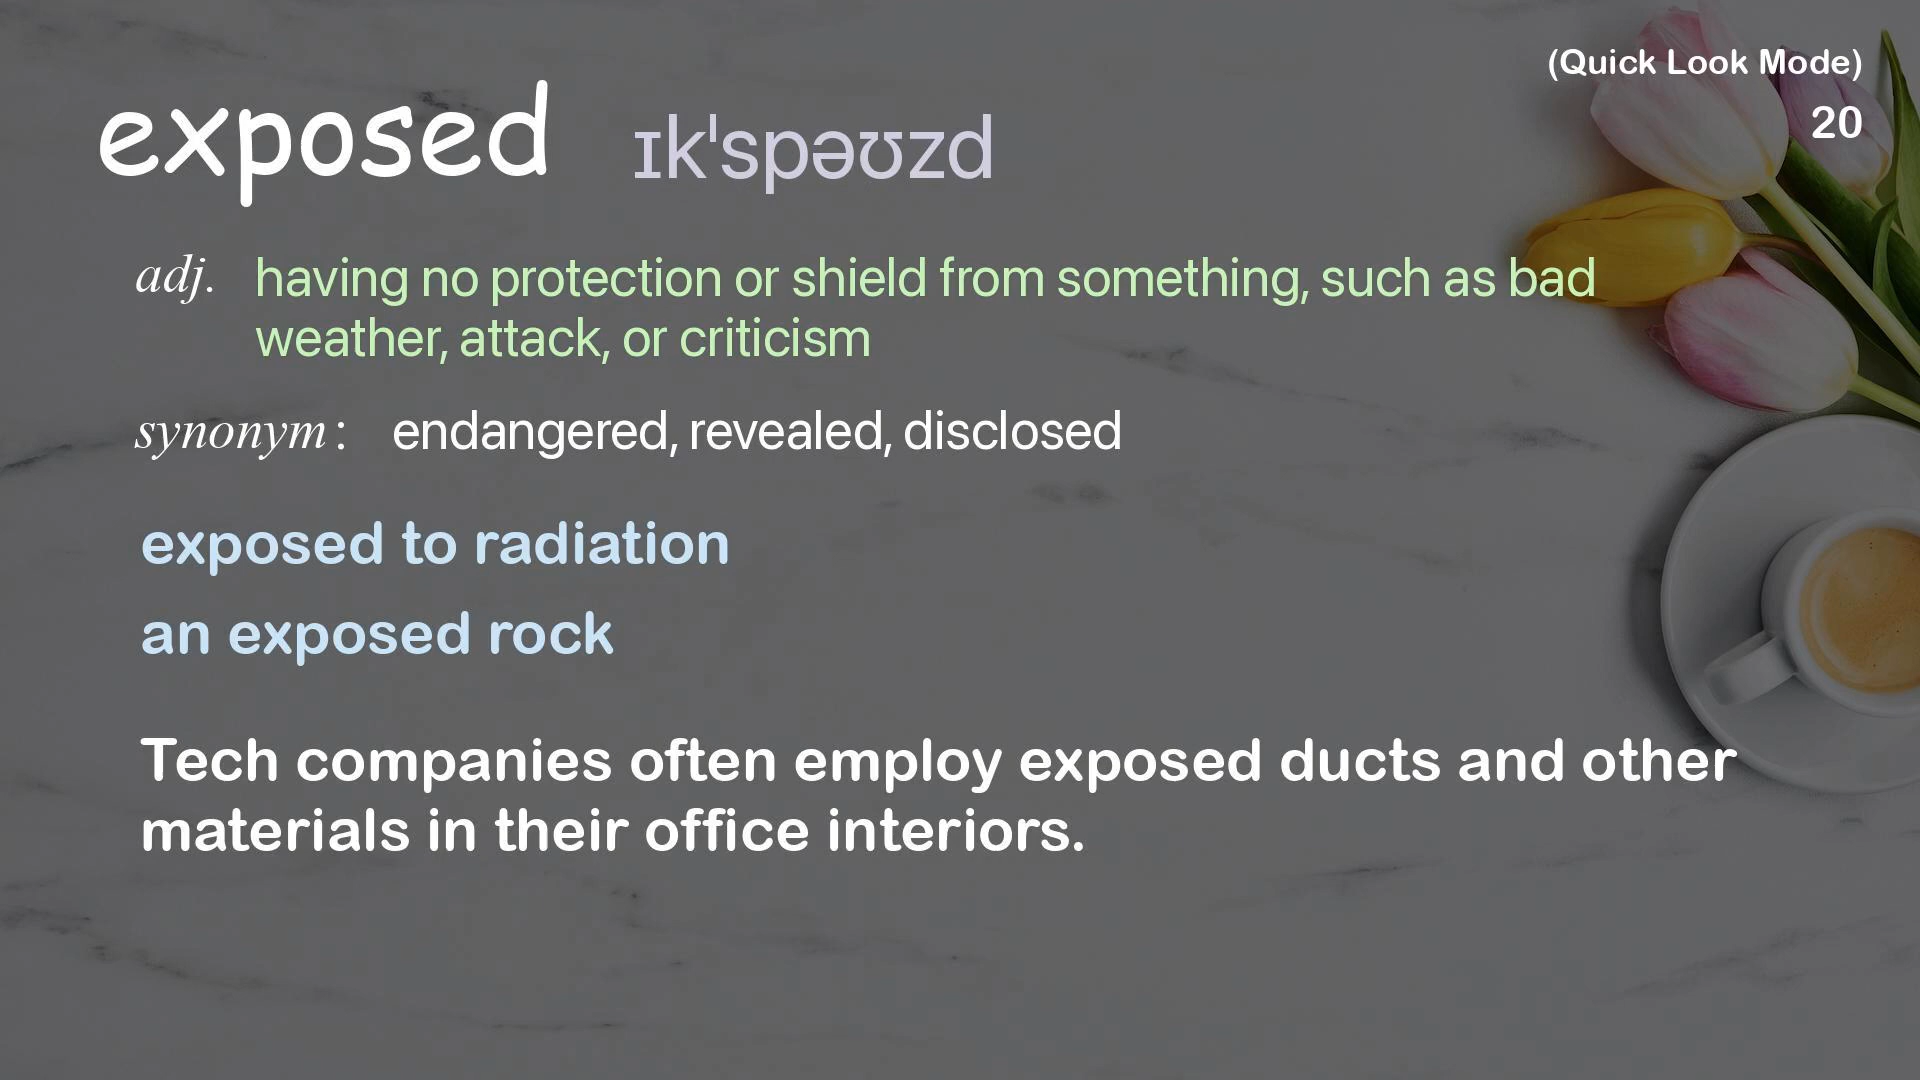 (Quick Look Mode)
20
exposed ɪkˈspəʊzd
adj. having no protection or shield from something, such as bad
weather, attack, or criticism
synonym: endangered, revealed, disclosed
exposed to radiation
an exposed rock
Tech companies often employ exposed ducts and other
materials in their office interiors.